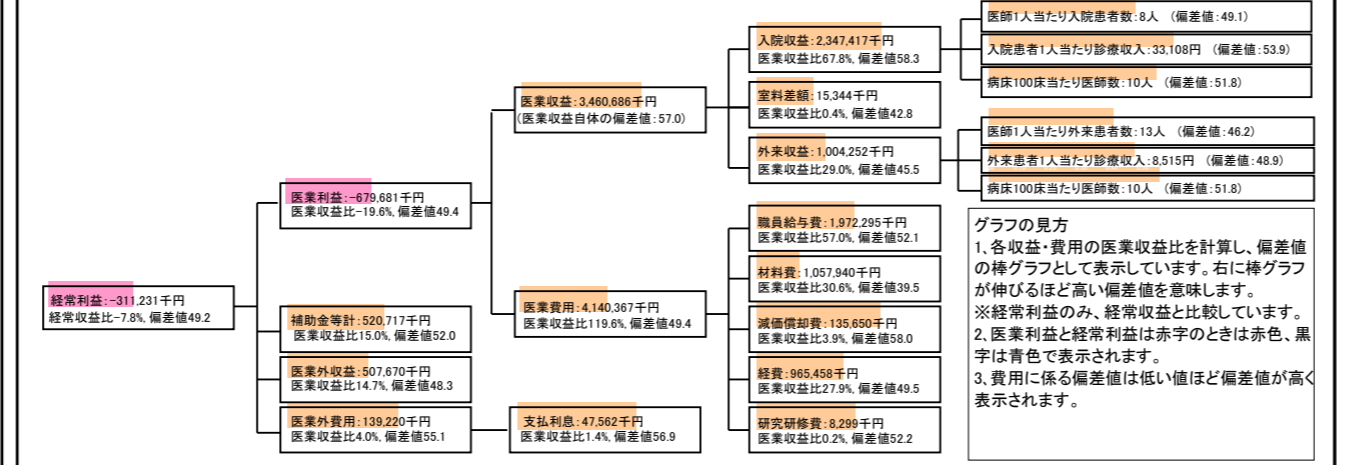 経常利益:-311,231千円
経常収益比-7.8%, 偏差値49.2
医業利益:-679,681千円
医業収益比-19.6%, 偏差値49.4
補助金等計:520,717千円
医業収益比15.0%, 偏差値52.0
医業外収益:507,670千円
医業収益比14.7%, 偏差値48.3
医業外費用:139,220千円
医業収益比4.0%, 偏差値55.1
支払利息:47,562千円
医業収益比1.4%, 偏差値56.9
医業収益:3,460,686千円
(医業収益自体の偏差値:57.0)
医業費用:4,140,367千円
医業収益比119.6%, 偏差値49.4
入院収益:2,347,417千円
医業収益比67.8%, 偏差値58.3
室料差額:15,344千円
医業収益比0.4%, 偏差値42.8
外来収益:1,004,252千円
医業収益比29.0%, 偏差値45.5
職員給与費:1,972,295千円
医業収益比57.0%, 偏差値52.1
材料費:1,057,940千円
医業収益比30.6%, 偏差値39.5
減価償却費:135,650千円
医業収益比3.9%, 偏差値58.0
経費:965,458千円
医業収益比27.9%, 偏差値49.5
研究研修費:8,299千円
医業収益比0.2%, 偏差値52.2
医師1人当たり入院患者数:8人 (偏差値:49.1)
入院患者1人当たり診療収入:33,108円 (偏差値:53.9)
病床100床当たり医師数:10人 (偏差値:51.8)
医師1人当たり外来患者数:13人 (偏差値:46.2)
外来患者1人当たり診療収入:8,515円 (偏差値:48.9)
病床100床当たり医師数:10人 (偏差値:51.8)
グラフの見方
1、各収益・費用の医業収益比を計算し、偏差値
の棒グラフとして表示しています。右に棒グラフ
が伸びるほど高い偏差値を意味します。
※経常利益のみ、経常収益と比較しています。
2、医業利益と経常利益は赤字のときは赤色、黒
字は青色で表示されます。
3、費用に係る偏差値は低い値ほど偏差値が高く
表示されます。